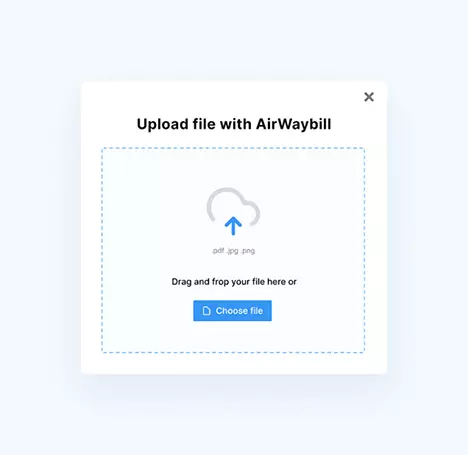 Upload file with AirWaybill
.pdf .jpg .png
Drag and frop your file here or
Choose file